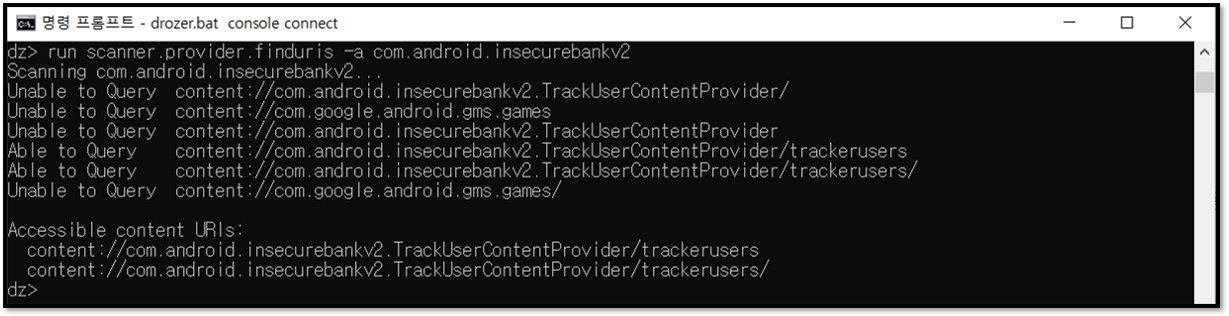 명령 프롬프트 - drozer.bat console connect
dz> run scanner.provider.finduris -a com.android.insecurebankv2
Scanning com.android.insecurebankv2...
Unable to Query  content://com.android.insecurebankv2.TrackUserContentProvider/
Unable to Query  content://com.google.android.gms.games
Unable to Query  content://com.android.insecurebankv2.TrackUserContentProvider
Able to Query    content://com.android.insecurebankv2.TrackUserContentProvider/trackerusers
Able to Query    content://com.android.insecurebankv2.TrackUserContentProvider/trackerusers/
Unable to Query  content://com.google.android.gms.games/
Accessible content URIs:
  content://com.android.insecurebankv2.TrackUserContentProvider/trackerusers
  content://com.android.insecurebankv2.TrackUserContentProvider/trackerusers/
dz>